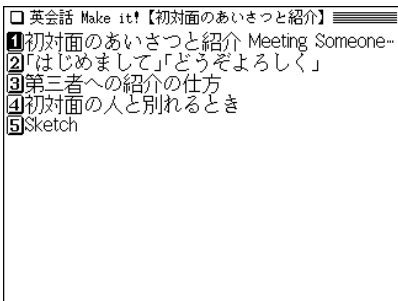 □ 英会話 Make it!【初対面のあいさつと紹介】
1初対面のあいさつと紹介 Meeting Someone…
2「はじめまして」「どうぞよろしく」
3第三者への紹介の仕方
4初対面の人と別れるとき
5Sketch